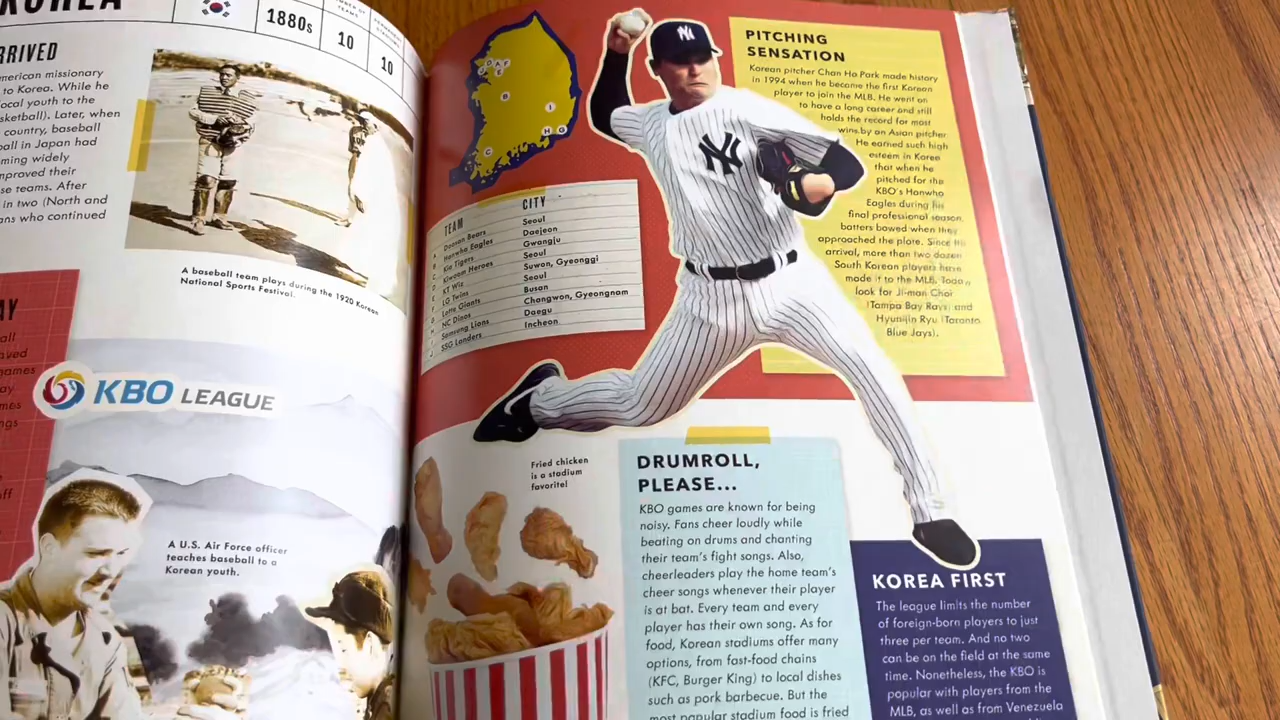 KOREA
1880s
NUMBER OF TEAMS
10
PERMANENT STADIUMS
10
ARRIVED
American missionary
to Korea. While he
local youth to the
basketball). Later, when
country, baseball
ball in Japan had
widely
improved their
se teams. After
in two (North and
ans who continued
A baseball team plays during the 1920 Korean
National Sports Festival.
AY
all
games
KBO LEAGUE
A U.S. Air Force officer
teaches baseball to a
Korean youth.
D A F
J E
B
I
H G
C
TEAM CITY
Doosan Bears Seoul
Hanwha Eagles Daejeon
Kia Tigers Gwangju
Kiwoom Heroes Seoul
KT Wiz Suwon, Gyeonggi
LG Twins Seoul
Lotte Giants Busan
NC Dinos Changwon, Gyeongnam
Samsung Lions Daegu
SSG Landers Incheon
NY
NY
PITCHING
SENSATION
Korean pitcher Chan Ho Park made history
in 1994 when he became the first Korean
player to join the MLB. He went on
to have a long career and still
holds the record for most
wins by an Asian pitcher.
He earned such high
esteem in Korea
that when he
pitched for the
KBO's Hanwha
Eagles during his
final professional season,
batters bowed when they
approached the plate. Since his
arrival, more than two dozen
South Korean players have
made it to the MLB. Today
look for Ji-man Choi
(Tampa Bay Rays) and
Hyunjin Ryu (Toronto
Blue Jays).
Fried chicken
is a stadium
favorite!
DRUMROLL,
PLEASE...
KBO games are known for being
noisy. Fans cheer loudly while
beating on drums and chanting
their team's fight songs. Also,
cheerleaders play the home team's
cheer songs whenever their player
is at bat. Every team and every
player has their own song. As for
food, Korean stadiums offer many
options, from fast-food chains
(KFC, Burger King) to local dishes
such as pork barbecue. But the
most popular stadium food is fried
KOREA FIRST
The league limits the number
of foreign-born players to just
three per team. And no two
can be on the field at the same
time. Nonetheless, the KBO is
popular with players from the
MLB, as well as from Venezuela